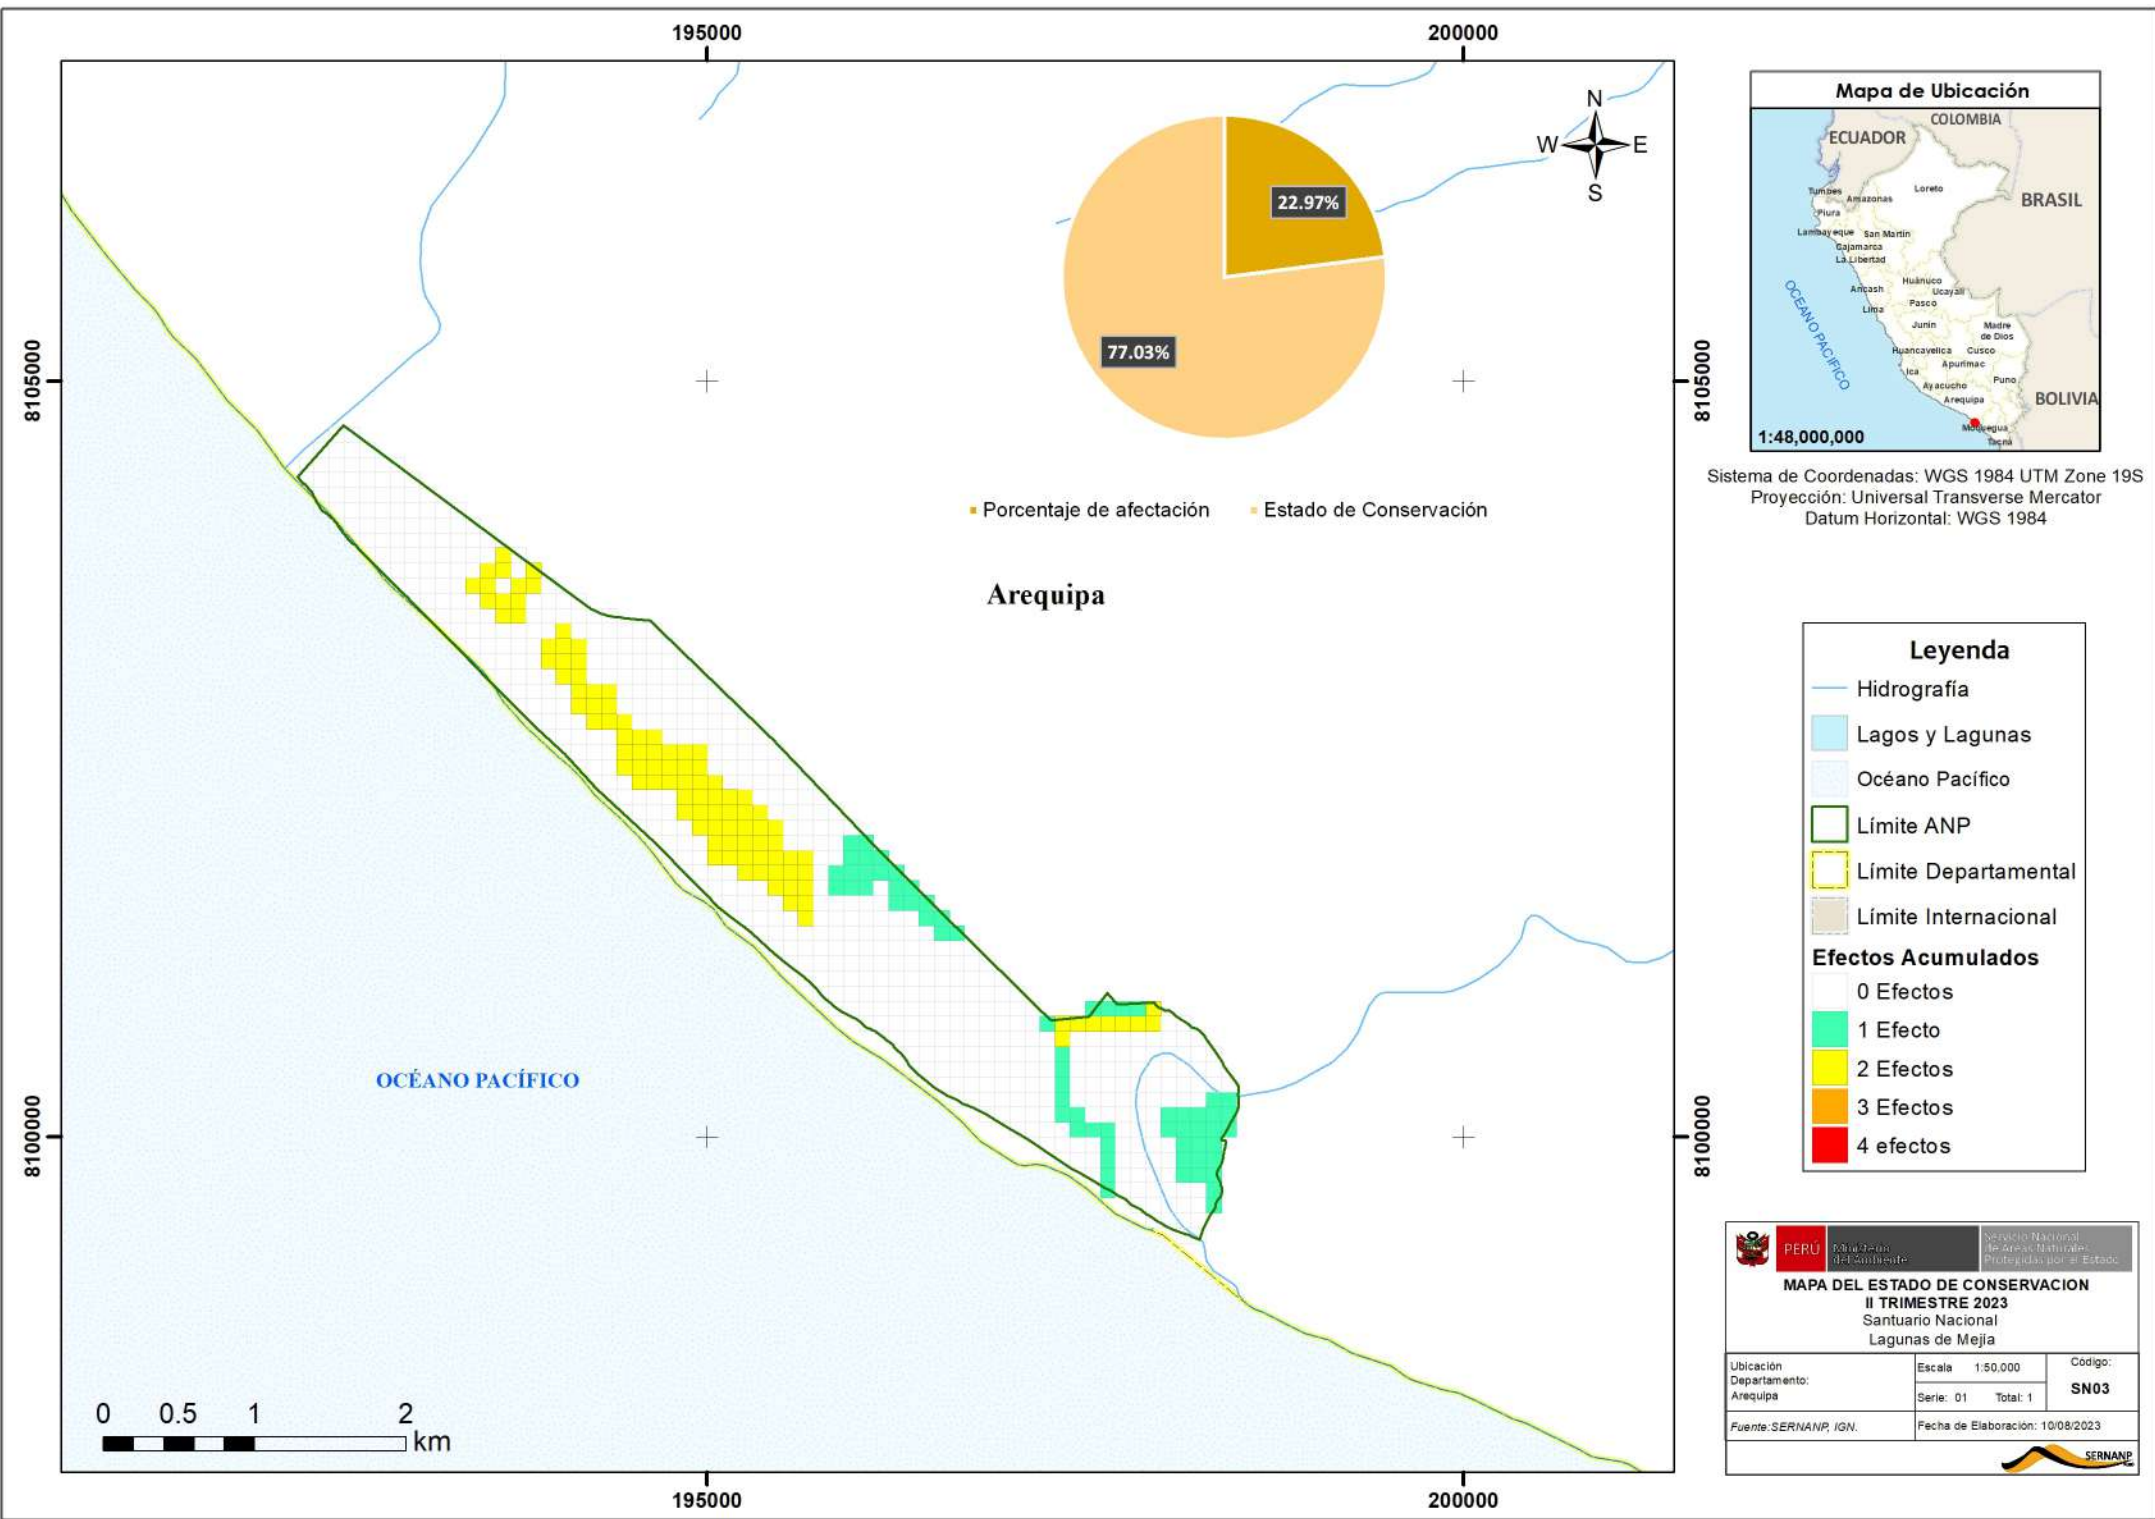 195000
200000
8105000
8100000
N
W
E
S
22.97%
77.03%
Porcentaje de afectación
Estado de Conservación
Arequipa
OCÉANO PACÍFICO
0 0.5 1 2
km
195000
200000
8105000
8100000
Mapa de Ubicación
COLOMBIA
ECUADOR
BRASIL
BOLIVIA
OCEANO PACIFICO
Tumbes
Loreto
Amazonas
Piura
Lambayeque
San Martin
Cajamarca
La Libertad
Huánuco
Ancash
Ucayali
Pasco
Lima
Junin
Madre
de Dios
Huancavelica
Cusco
Apurimac
Ica
Puno
Ayacucho
Arequipa
Moquegua
Tacna
1:48,000,000
Sistema de Coordenadas: WGS 1984 UTM Zone 19S
Proyección: Universal Transverse Mercator
Datum Horizontal: WGS 1984
Leyenda
Hidrografía
Lagos y Lagunas
Océano Pacífico
Límite ANP
Límite Departamental
Límite Internacional
Efectos Acumulados
0 Efectos
1 Efecto
2 Efectos
3 Efectos
4 efectos
PERÚ
Ministerio
del Ambiente
Servicio Nacional
de Áreas Naturales
Protegidas por el Estado
MAPA DEL ESTADO DE CONSERVACION
II TRIMESTRE 2023
Santuario Nacional
Lagunas de Mejía
Ubicación
Departamento:
Arequipa
Escala 1:50,000
Serie: 01 Total: 1
Código:
SN03
Fuente:SERNANP, IGN.
Fecha de Elaboración: 10/08/2023
SERNANP